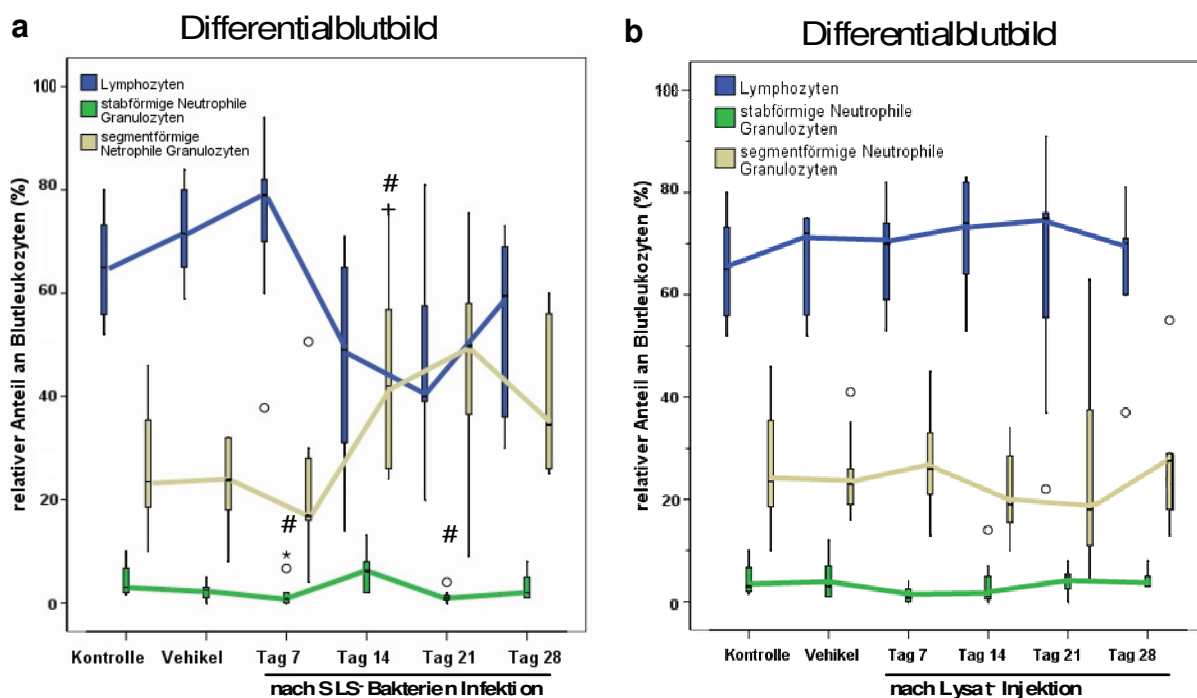 a
Differentialblutbild
relativer Anteil an Blutleukozyten (%)
100
80
60
40
20
0
Lymphozyten
stabförmige Neutrophile
Granulozyten
segmentförmige
Netrophile Granulozyten
#
#
*
#
Kontrolle Vehikel Tag 7 Tag 14 Tag 21 Tag 28
nach SLS- Bakterien Infektion
b
Differentialblutbild
relativer Anteil an Blutleukozyten (%)
100
80
60
40
20
0
Lymphozyten
stabförmige Neutrophile
Granulozyten
segmentförmige Neutrophile
Granulozyten
Kontrolle Vehikel Tag 7 Tag 14 Tag 21 Tag 28
nach Lysat- Injektion